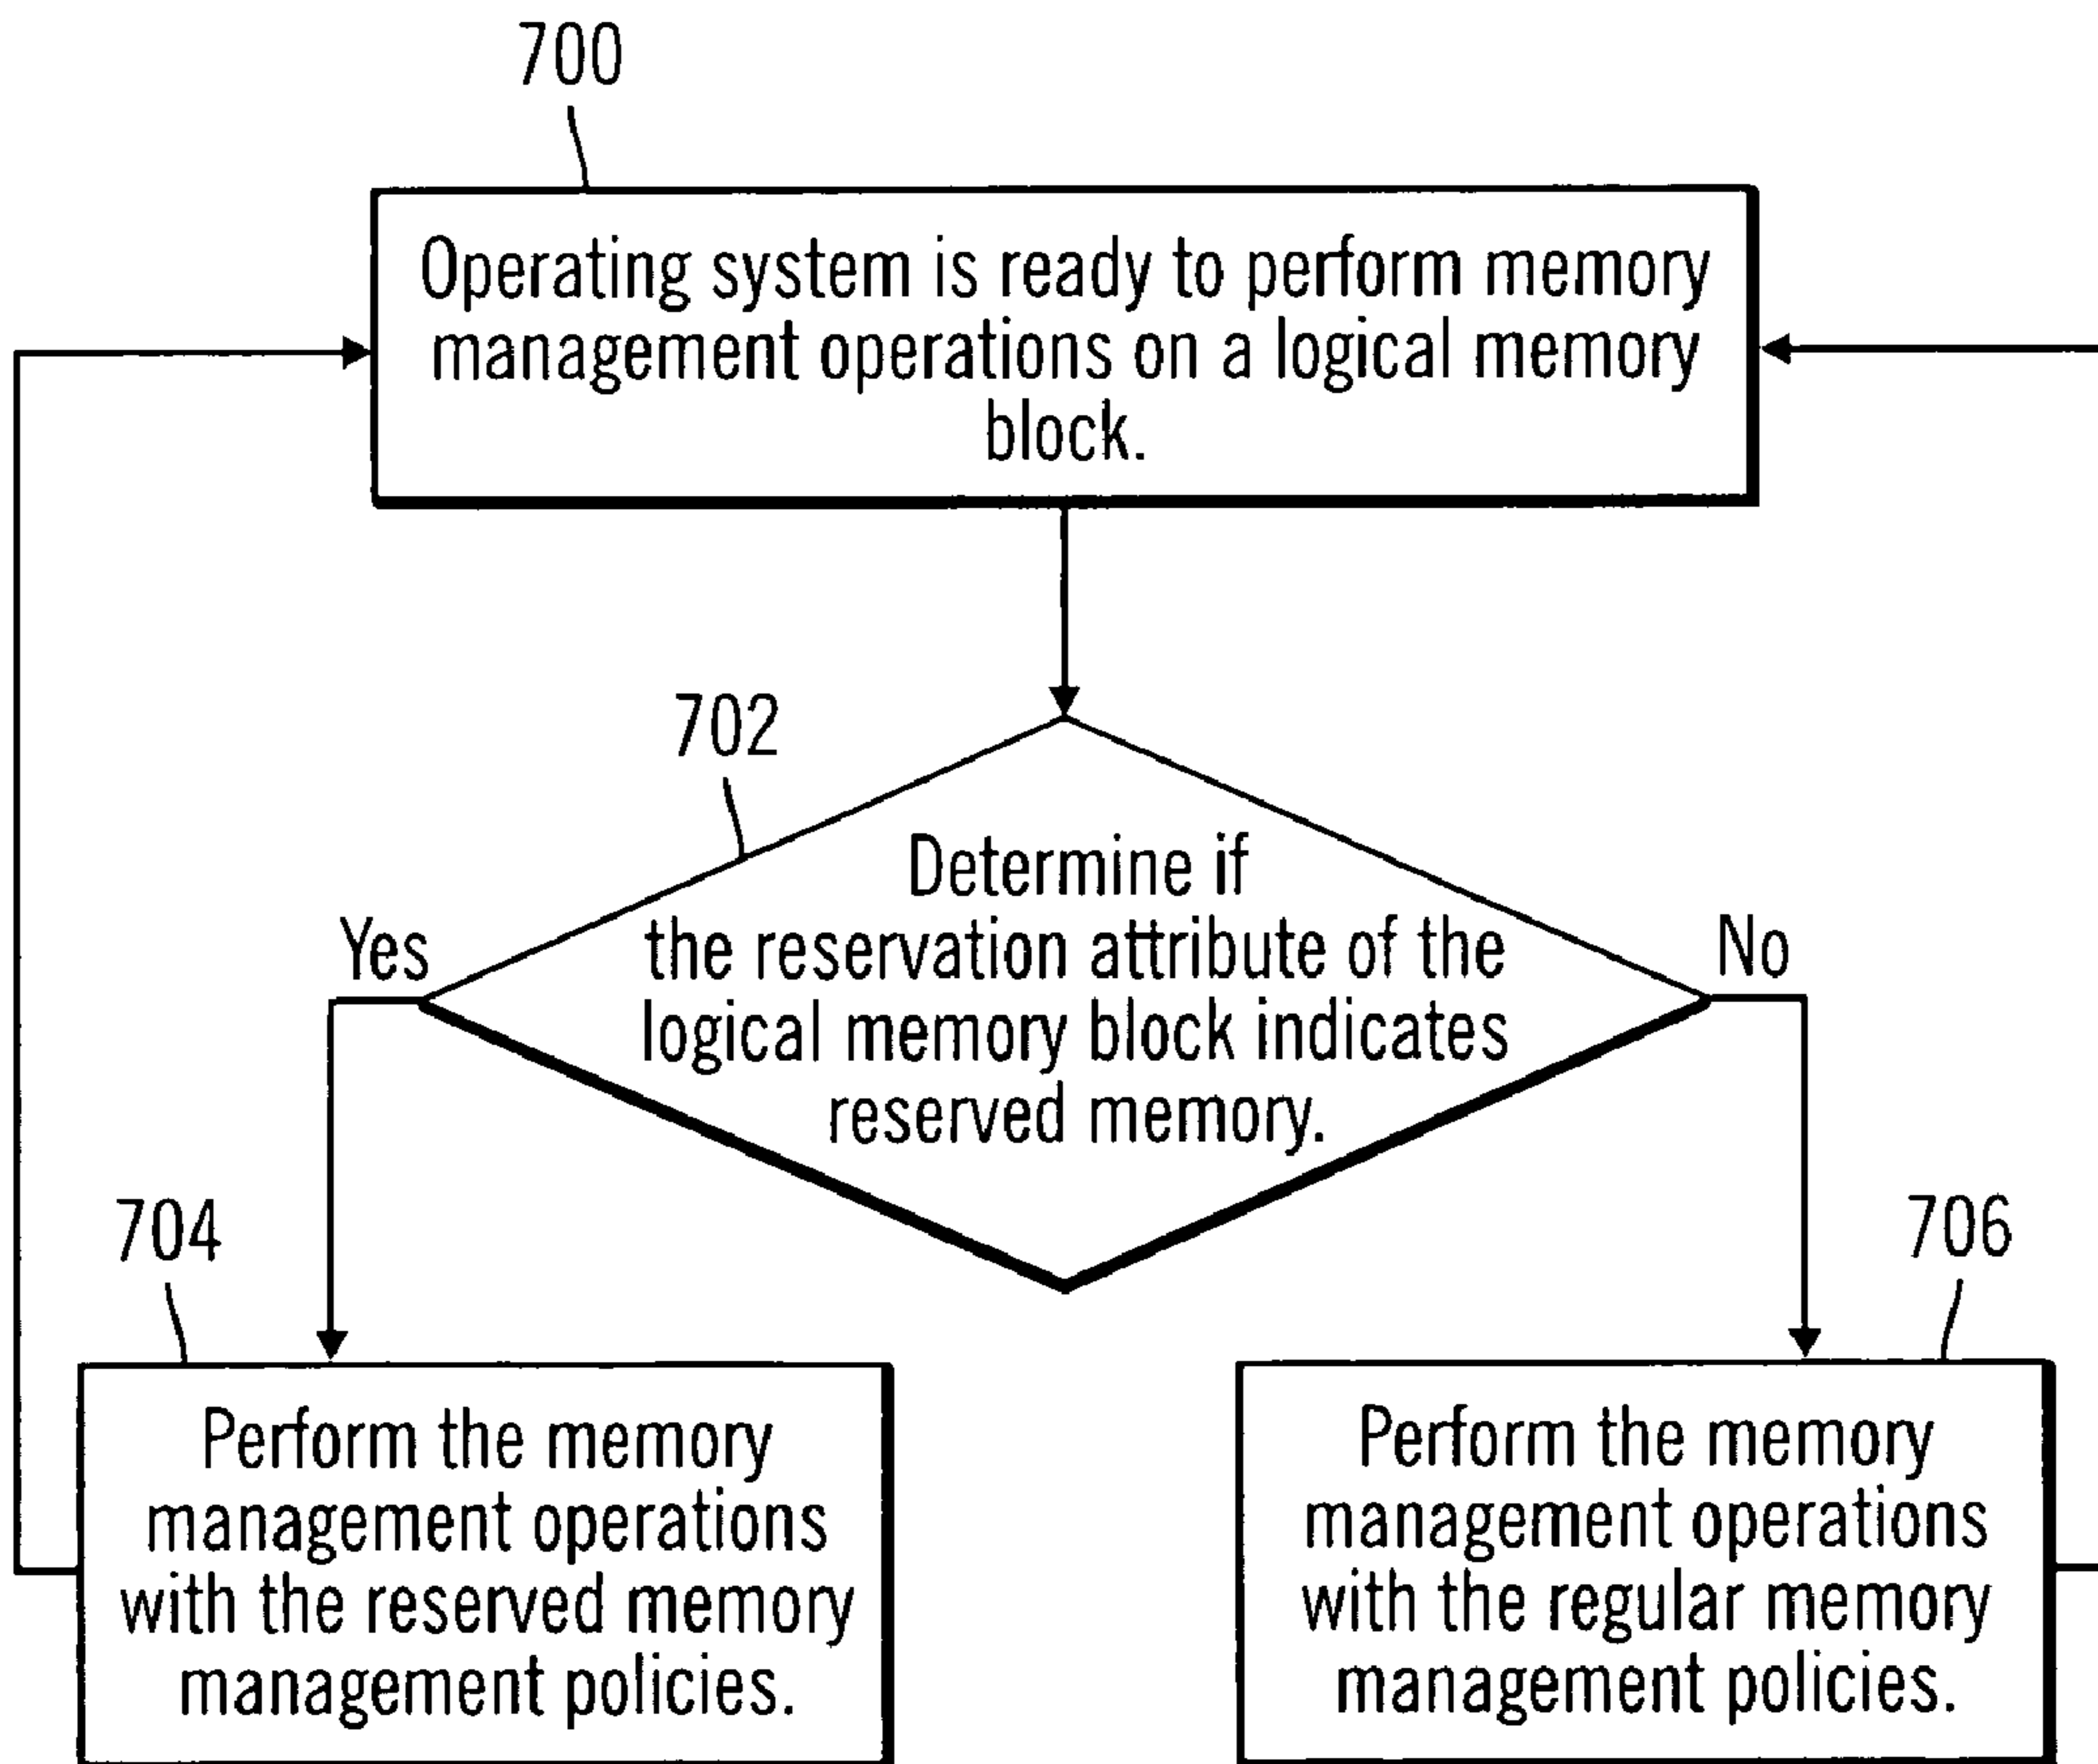 700
Operating system is ready to perform memory
management operations on a logical memory
block.
702
Determine if
the reservation attribute of the
logical memory block indicates
reserved memory.
Yes
No
704
Perform the memory
management operations
with the reserved memory
management policies.
706
Perform the memory
management operations
with the regular memory
management policies.